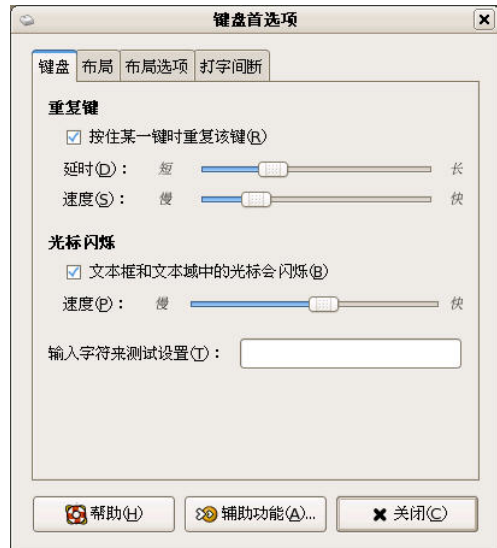 键盘首选项
键盘 布局 布局选项 打字间断
重复键
按住某一键时重复该键(R)
延时(D)： 短 长
速度(S)： 慢 快
光标闪烁
文本框和文本域中的光标会闪烁(B)
速度(P)： 慢 快
输入字符来测试设置(T)：
帮助(H) 辅助功能(A)... 关闭(C)